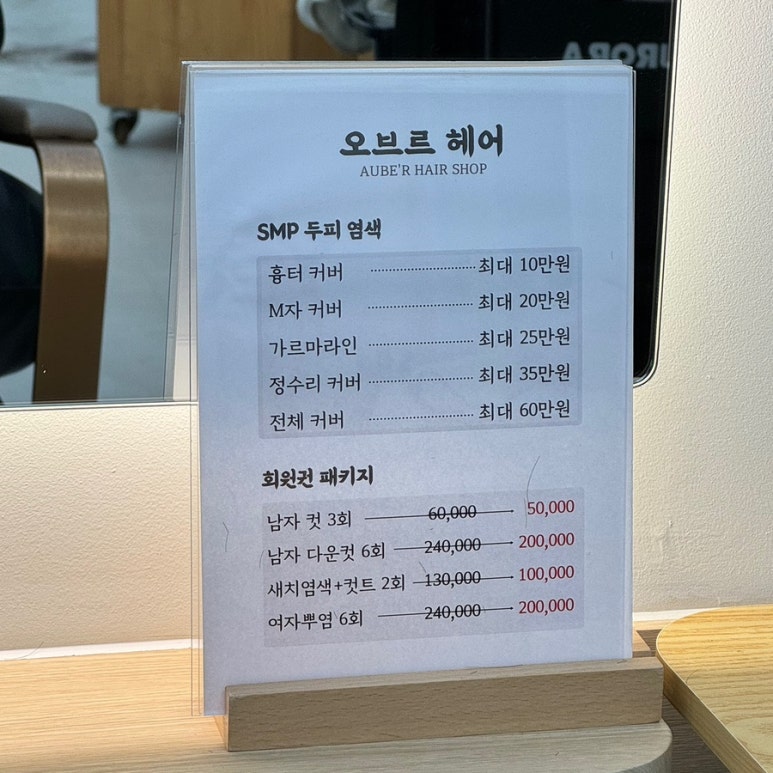 AURORA
오브르 헤어
AUBE'R HAIR SHOP
SMP 두피 염색
흉터 커버 최대 10만원
M자 커버 최대 20만원
가르마라인 최대 25만원
정수리 커버 최대 35만원
전체 커버 최대 60만원
회원권 패키지
남자 컷 3회 60,000 50,000
남자 다운컷 6회 240,000 200,000
새치염색+컷트 2회 130,000 100,000
여자뿌염 6회 240,000 200,000